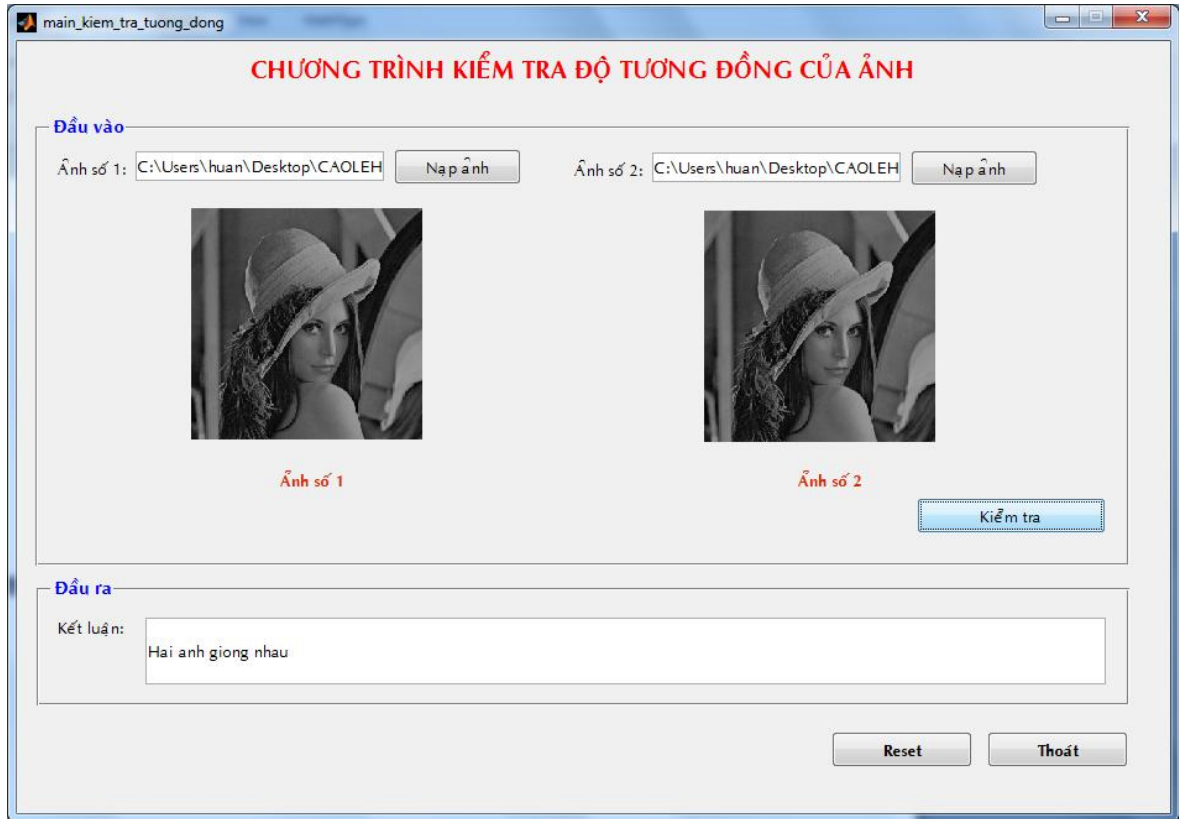 main_kiem_tra_tuong_dong
CHƯƠNG TRÌNH KIỂM TRA ĐỘ TƯƠNG ĐỒNG CỦA ẢNH
Đầu vào
Ảnh số 1: C:\Users\huan\Desktop\CAOLEH Nạp ảnh Ảnh số 2: C:\Users\huan\Desktop\CAOLEH Nạp ảnh
Ảnh số 1 Ảnh số 2
Kiểm tra
Đầu ra
Kết luận:
Hai anh giong nhau
Reset Thoát